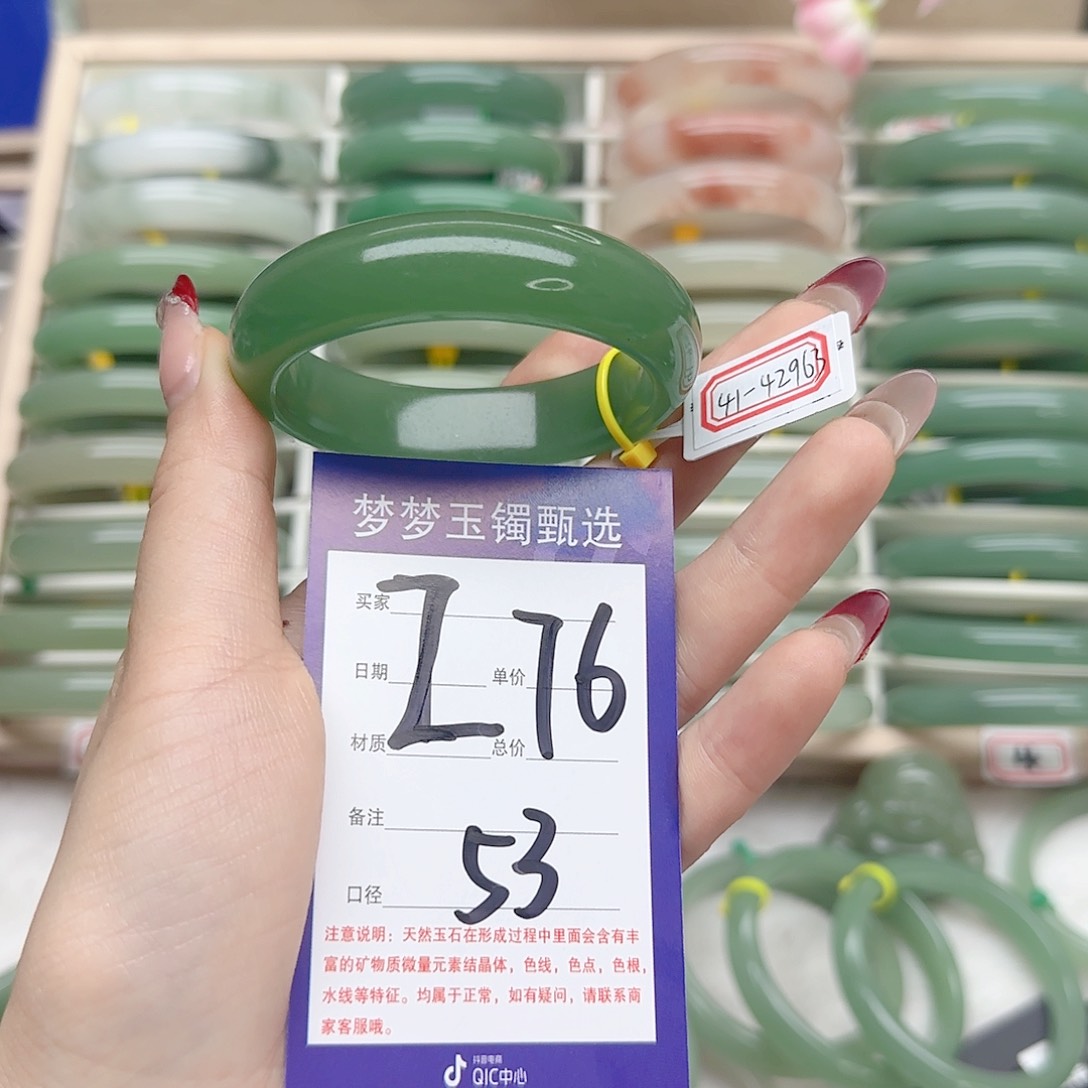 41-42963
梦梦玉镯甄选
买家
Z76
日期 单价
材质 总价
备注
53
口径
注意说明：天然玉石在形成过程中里面会含有丰
富的矿物质微量元素结晶体，色线，色点，色根，
水线等特征。均属于正常，如有疑问，请联系商
家客服哦。
抖音电商
QIC中心